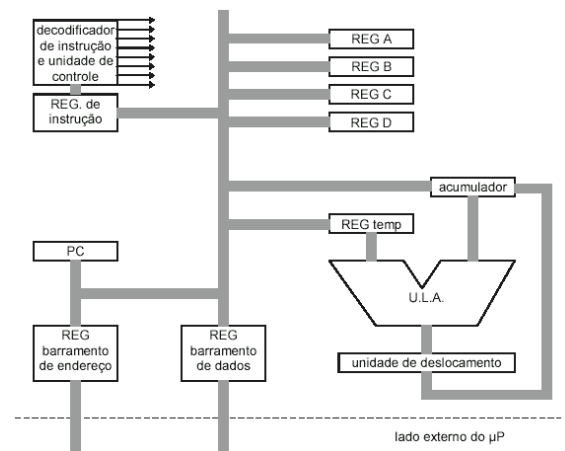 decodificador
de instrução
e unidade de
controle
REG. de
instrução
REG A
REG B
REG C
REG D
acumulador
REG temp
PC
U.L.A.
REG
barramento
de endereço
REG
barramento
de dados
unidade de deslocamento
lado externo do µP